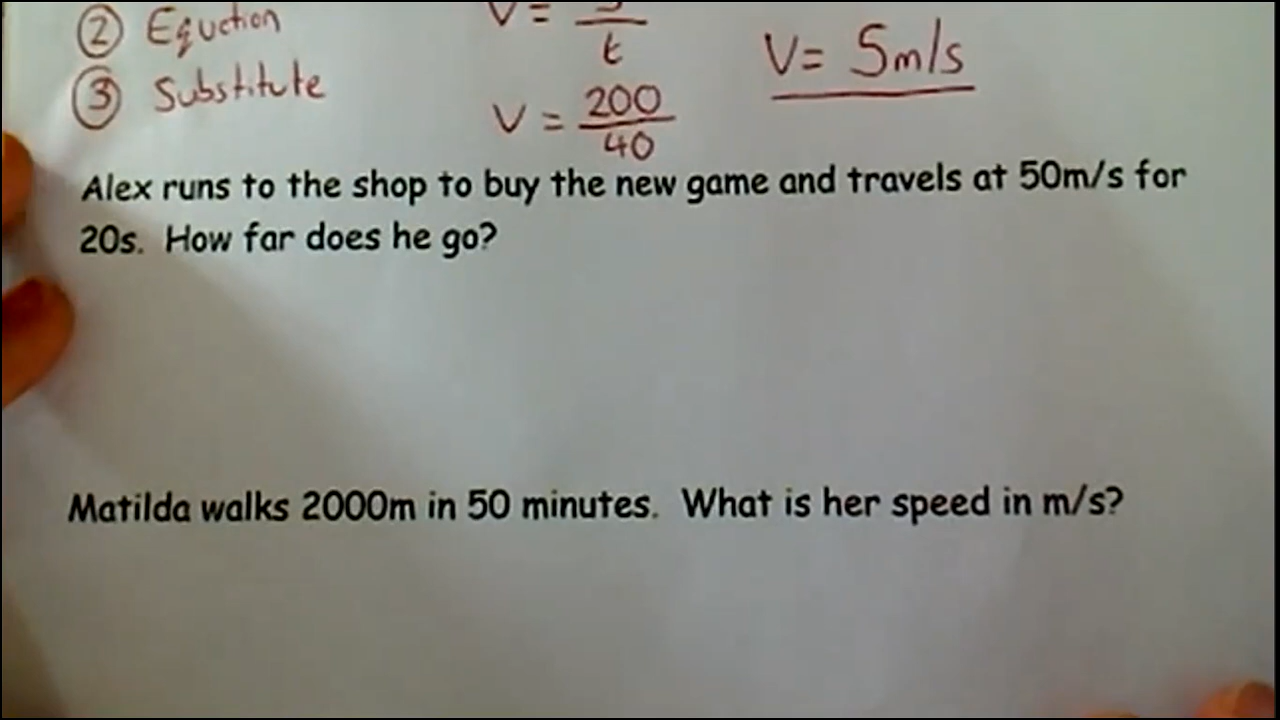 ② Equation
V = s/t
V = 5m/s
③ Substitute
V = 200/40
Alex runs to the shop to buy the new game and travels at 50m/s for
20s. How far does he go?
Matilda walks 2000m in 50 minutes. What is her speed in m/s?